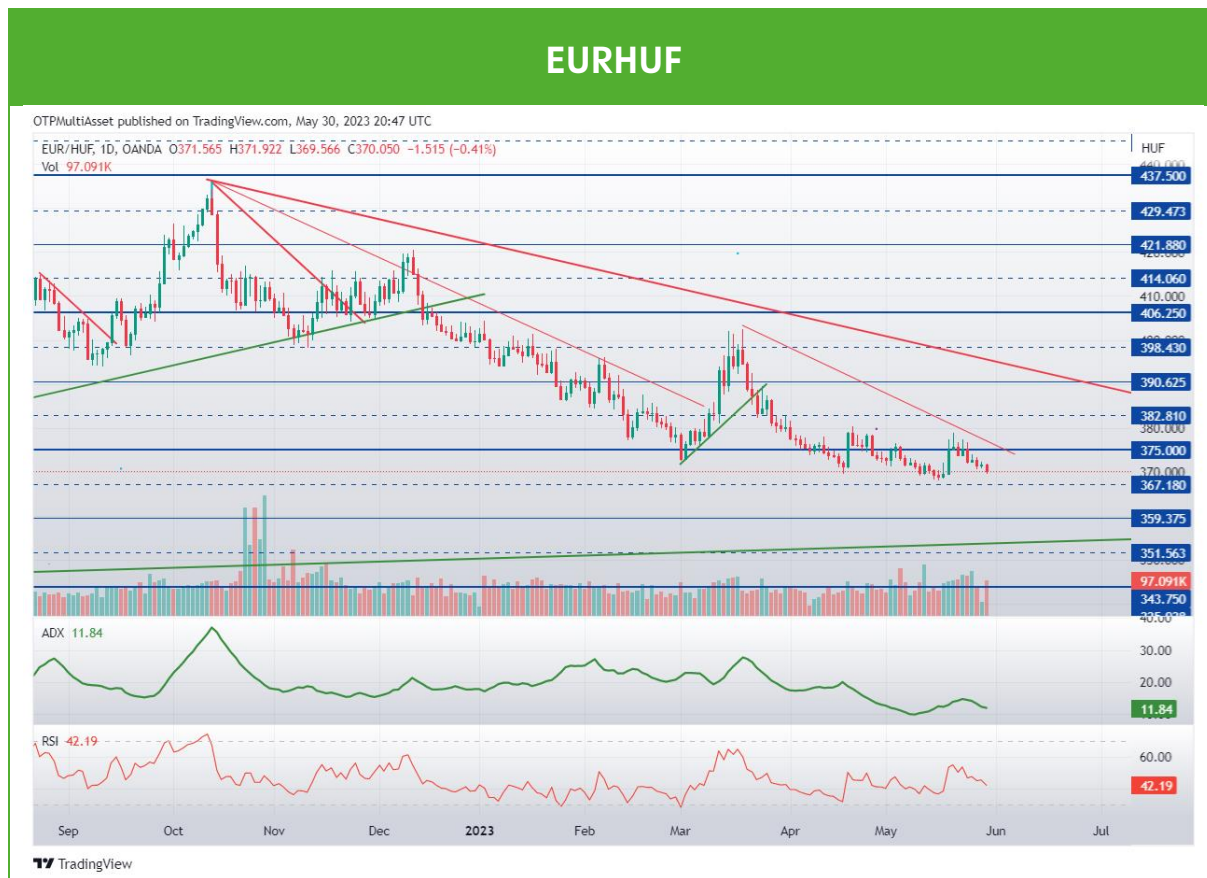 EURHUF
OTPMultiAsset published on TradingView.com, May 30, 2023 20:47 UTC
EUR/HUF, 1D, OANDA O371.565 H371.922 L369.566 C370.050 −1.515 (−0.41%)
HUF
Vol 97.091K
440.000
437.500
429.473
421.880
420.000
414.060
410.000
406.250
398.430
390.625
382.810
380.000
375.000
370.000
367.180
359.375
351.563
97.091K
343.750
ADX 11.84
40.00
30.00
20.00
11.84
RSI 42.19
60.00
42.19
Sep Oct Nov Dec 2023 Feb Mar Apr May Jun Jul
TradingView